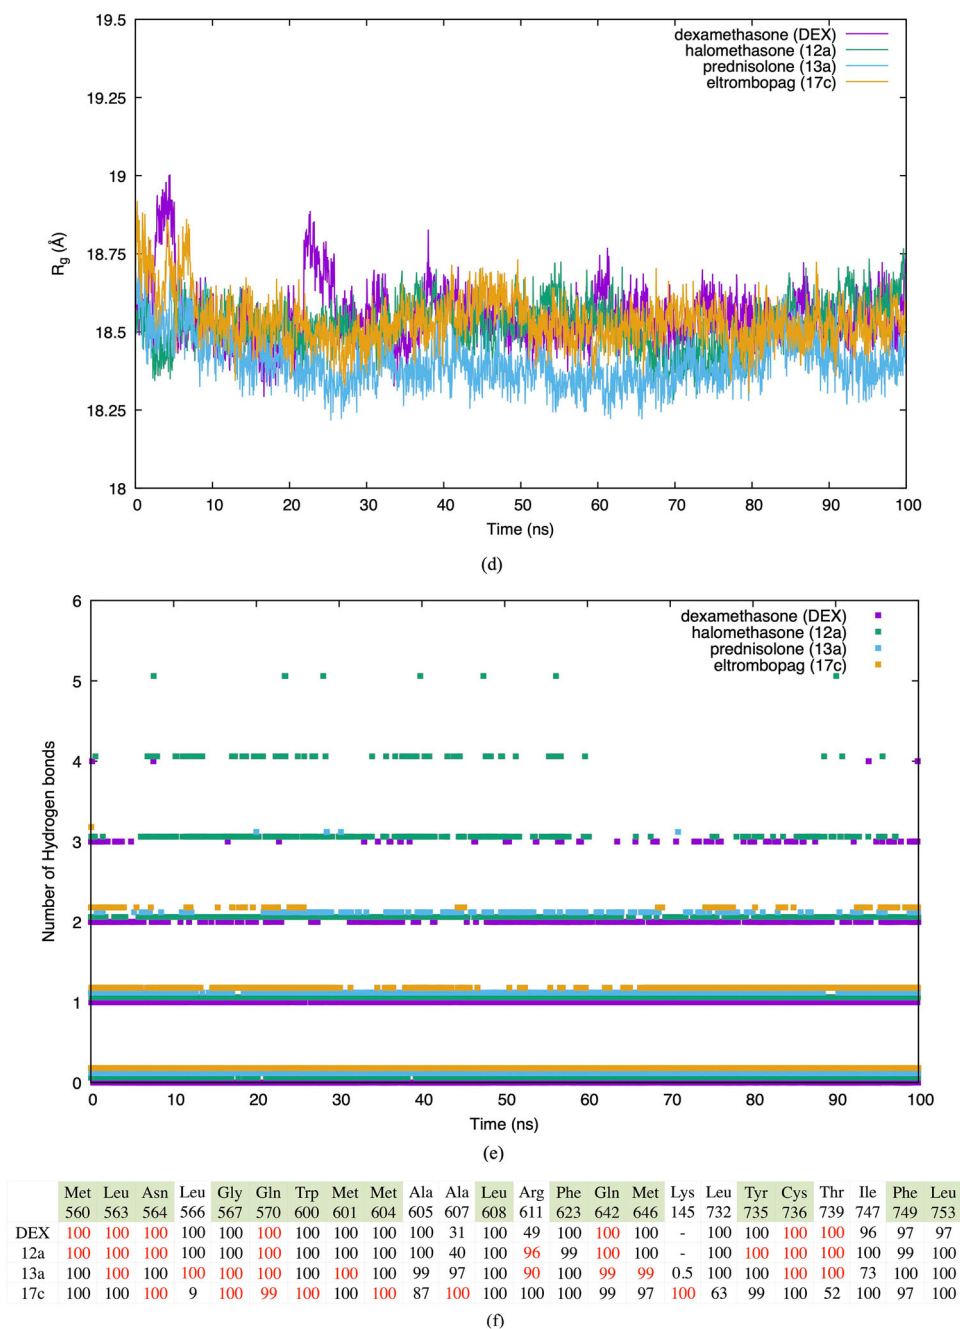 19.5
dexamethasone (DEX)
halomethasone (12a)
prednisolone (13a)
eltrombopag (17c)
19.25
19
18.75
18.5
18.25
18
Rg (Å)
0 10 20 30 40 50 60 70 80 90 100
Time (ns)
(d)
6
dexamethasone (DEX)
halomethasone (12a)
prednisolone (13a)
eltrombopag (17c)
5
4
3
2
1
0
Number of Hydrogen bonds
0 10 20 30 40 50 60 70 80 90 100
Time (ns)
(e)
Met Leu Asn Leu Gly Gln Trp Met Met Ala Ala Leu Arg Phe Gln Met Lys Leu Tyr Cys Thr Ile Phe Leu
560 563 564 566 567 570 600 601 604 605 607 608 611 623 642 646 145 732 735 736 739 747 749 753
DEX 100 100 100 100 100 100 100 100 100 100 31 100 49 100 100 100 - 100 100 100 100 96 97 97
12a 100 100 100 100 100 100 100 100 100 100 40 100 96 99 100 100 - 100 100 100 100 100 99 100
13a 100 100 100 100 100 100 100 100 100 99 97 100 90 100 99 99 0.5 100 100 100 100 73 100 100
17c 100 100 100 9 100 99 100 100 100 87 100 100 100 100 99 97 100 63 99 100 52 100 97 100
(f)